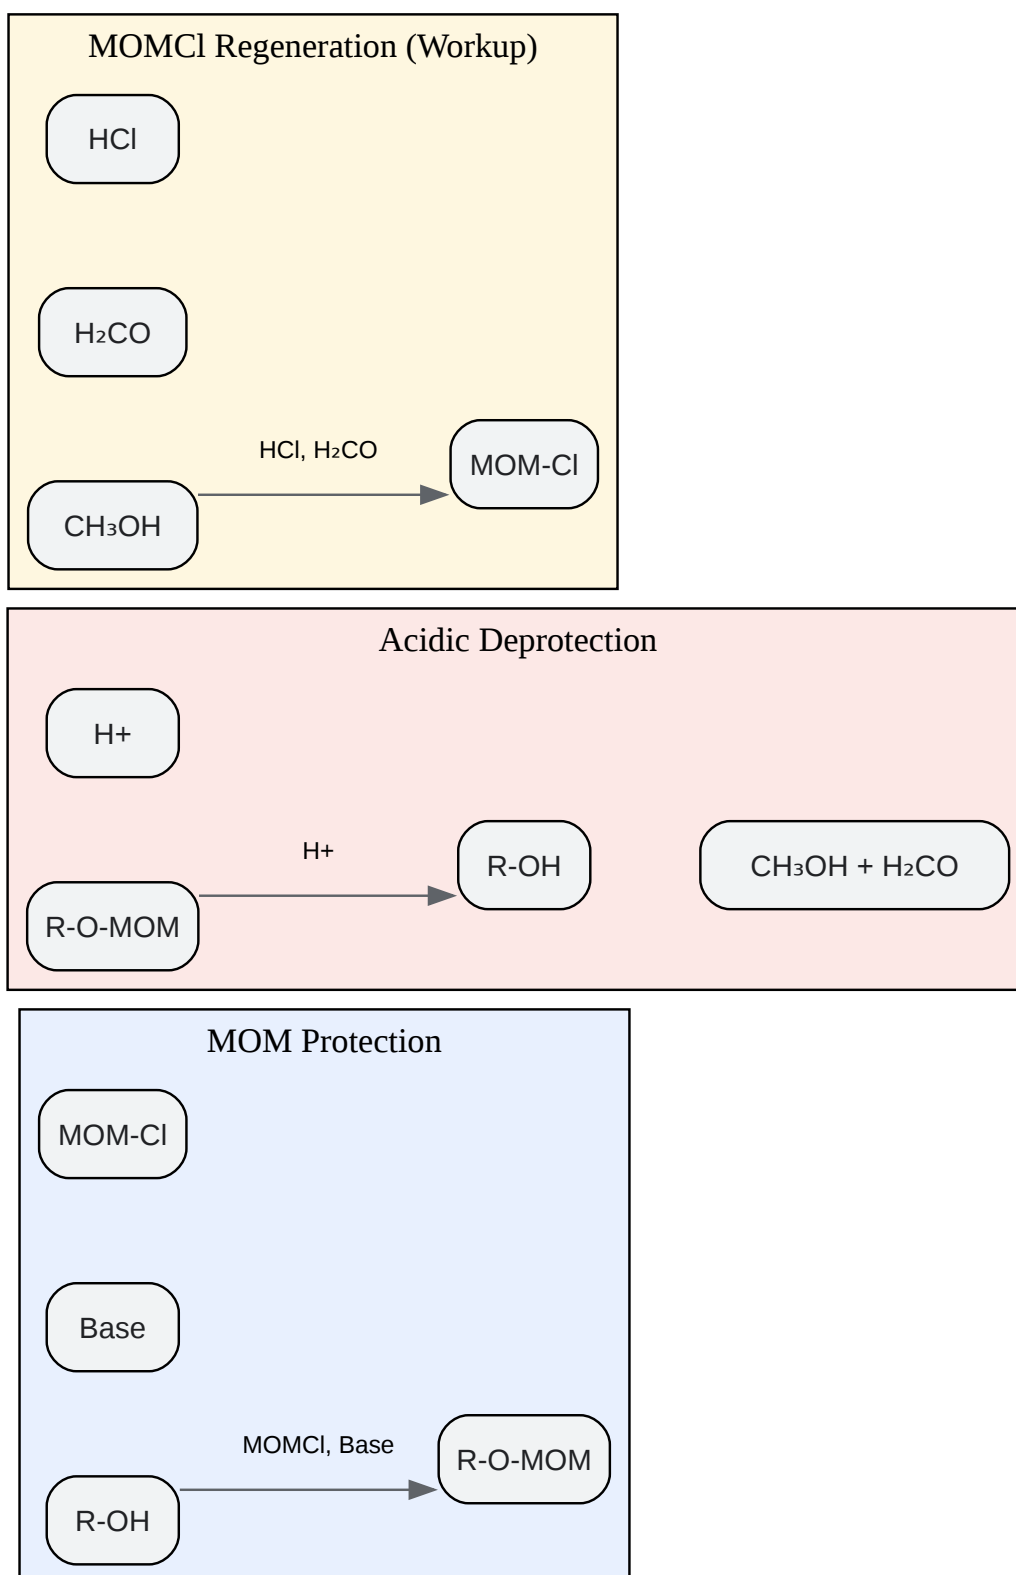 MOMCl Regeneration (Workup)
HCl
H₂CO
HCl, H₂CO
MOM-Cl
CH₃OH
Acidic Deprotection
H+
H+
R-OH
CH₃OH + H₂CO
R-O-MOM
MOM Protection
MOM-Cl
Base
MOMCl, Base
R-O-MOM
R-OH